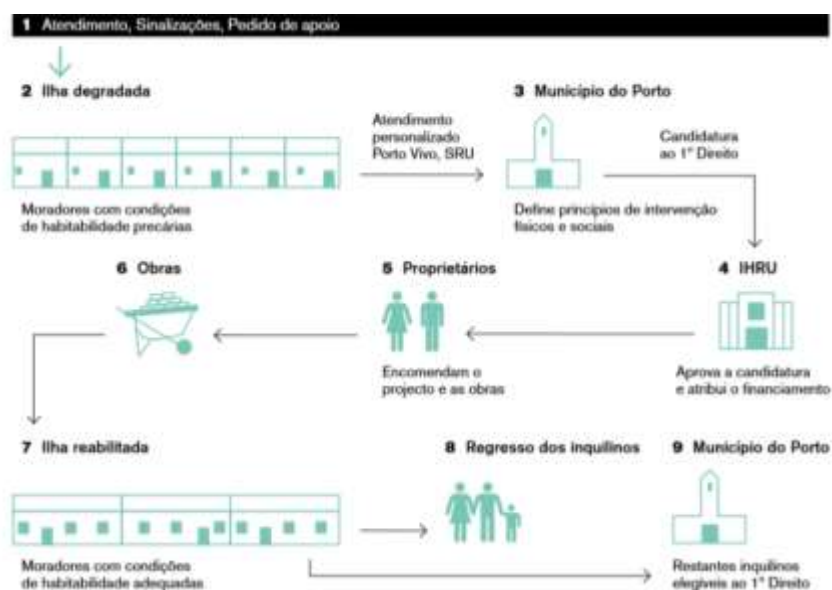 1 Atendimento, Sinalizações, Pedido de apoio
2 Ilha degradada
Moradores com condições
de habitabilidade precárias
Atendimento
personalizado
Porto Vivo, SRU
3 Município do Porto
Define princípios de intervenção
físicos e sociais
Candidatura
ao 1º Direito
4 IHRU
Aprova a candidatura
e atribui o financiamento
5 Proprietários
Encomendam o
projecto e as obras
6 Obras
7 Ilha reabilitada
Moradores com condições
de habitabilidade adequadas
8 Regresso dos inquilinos
9 Município do Porto
Restantes inquilinos
elegíveis ao 1º Direito